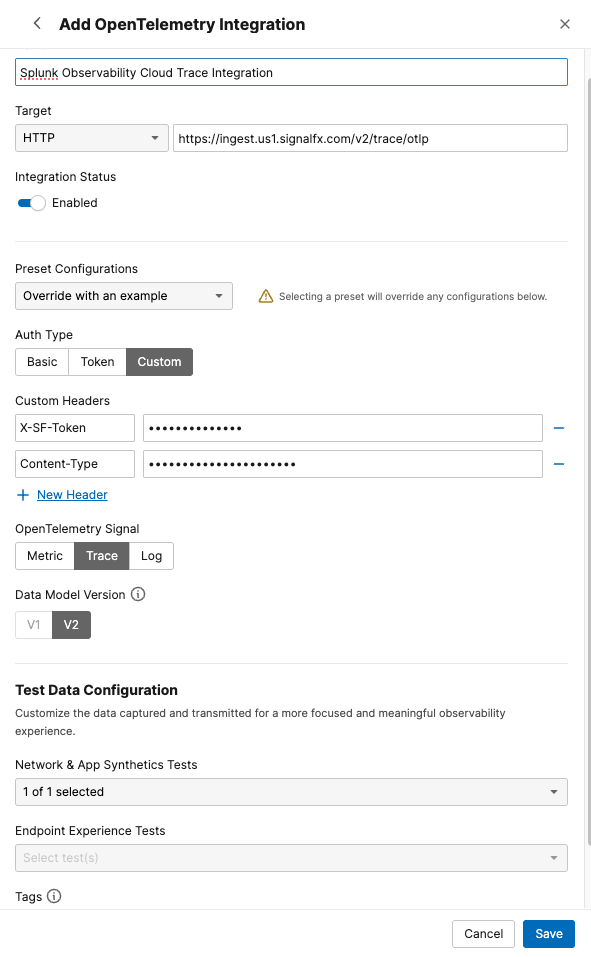 Add OpenTelemetry Integration
Splunk Observability Cloud Trace Integration
Target
HTTP https://ingest.us1.signalfx.com/v2/trace/otlp
Integration Status
Enabled
Preset Configurations
Override with an example Selecting a preset will override any configurations below.
Auth Type
Basic Token Custom
Custom Headers
X-SF-Token ••••••••••••••
Content-Type ••••••••••••••••••••••
New Header
OpenTelemetry Signal
Metric Trace Log
Data Model Version
V1 V2
Test Data Configuration
Customize the data captured and transmitted for a more focused and meaningful observability
experience.
Network & App Synthetics Tests
1 of 1 selected
Endpoint Experience Tests
Select test(s)
Tags
Cancel Save